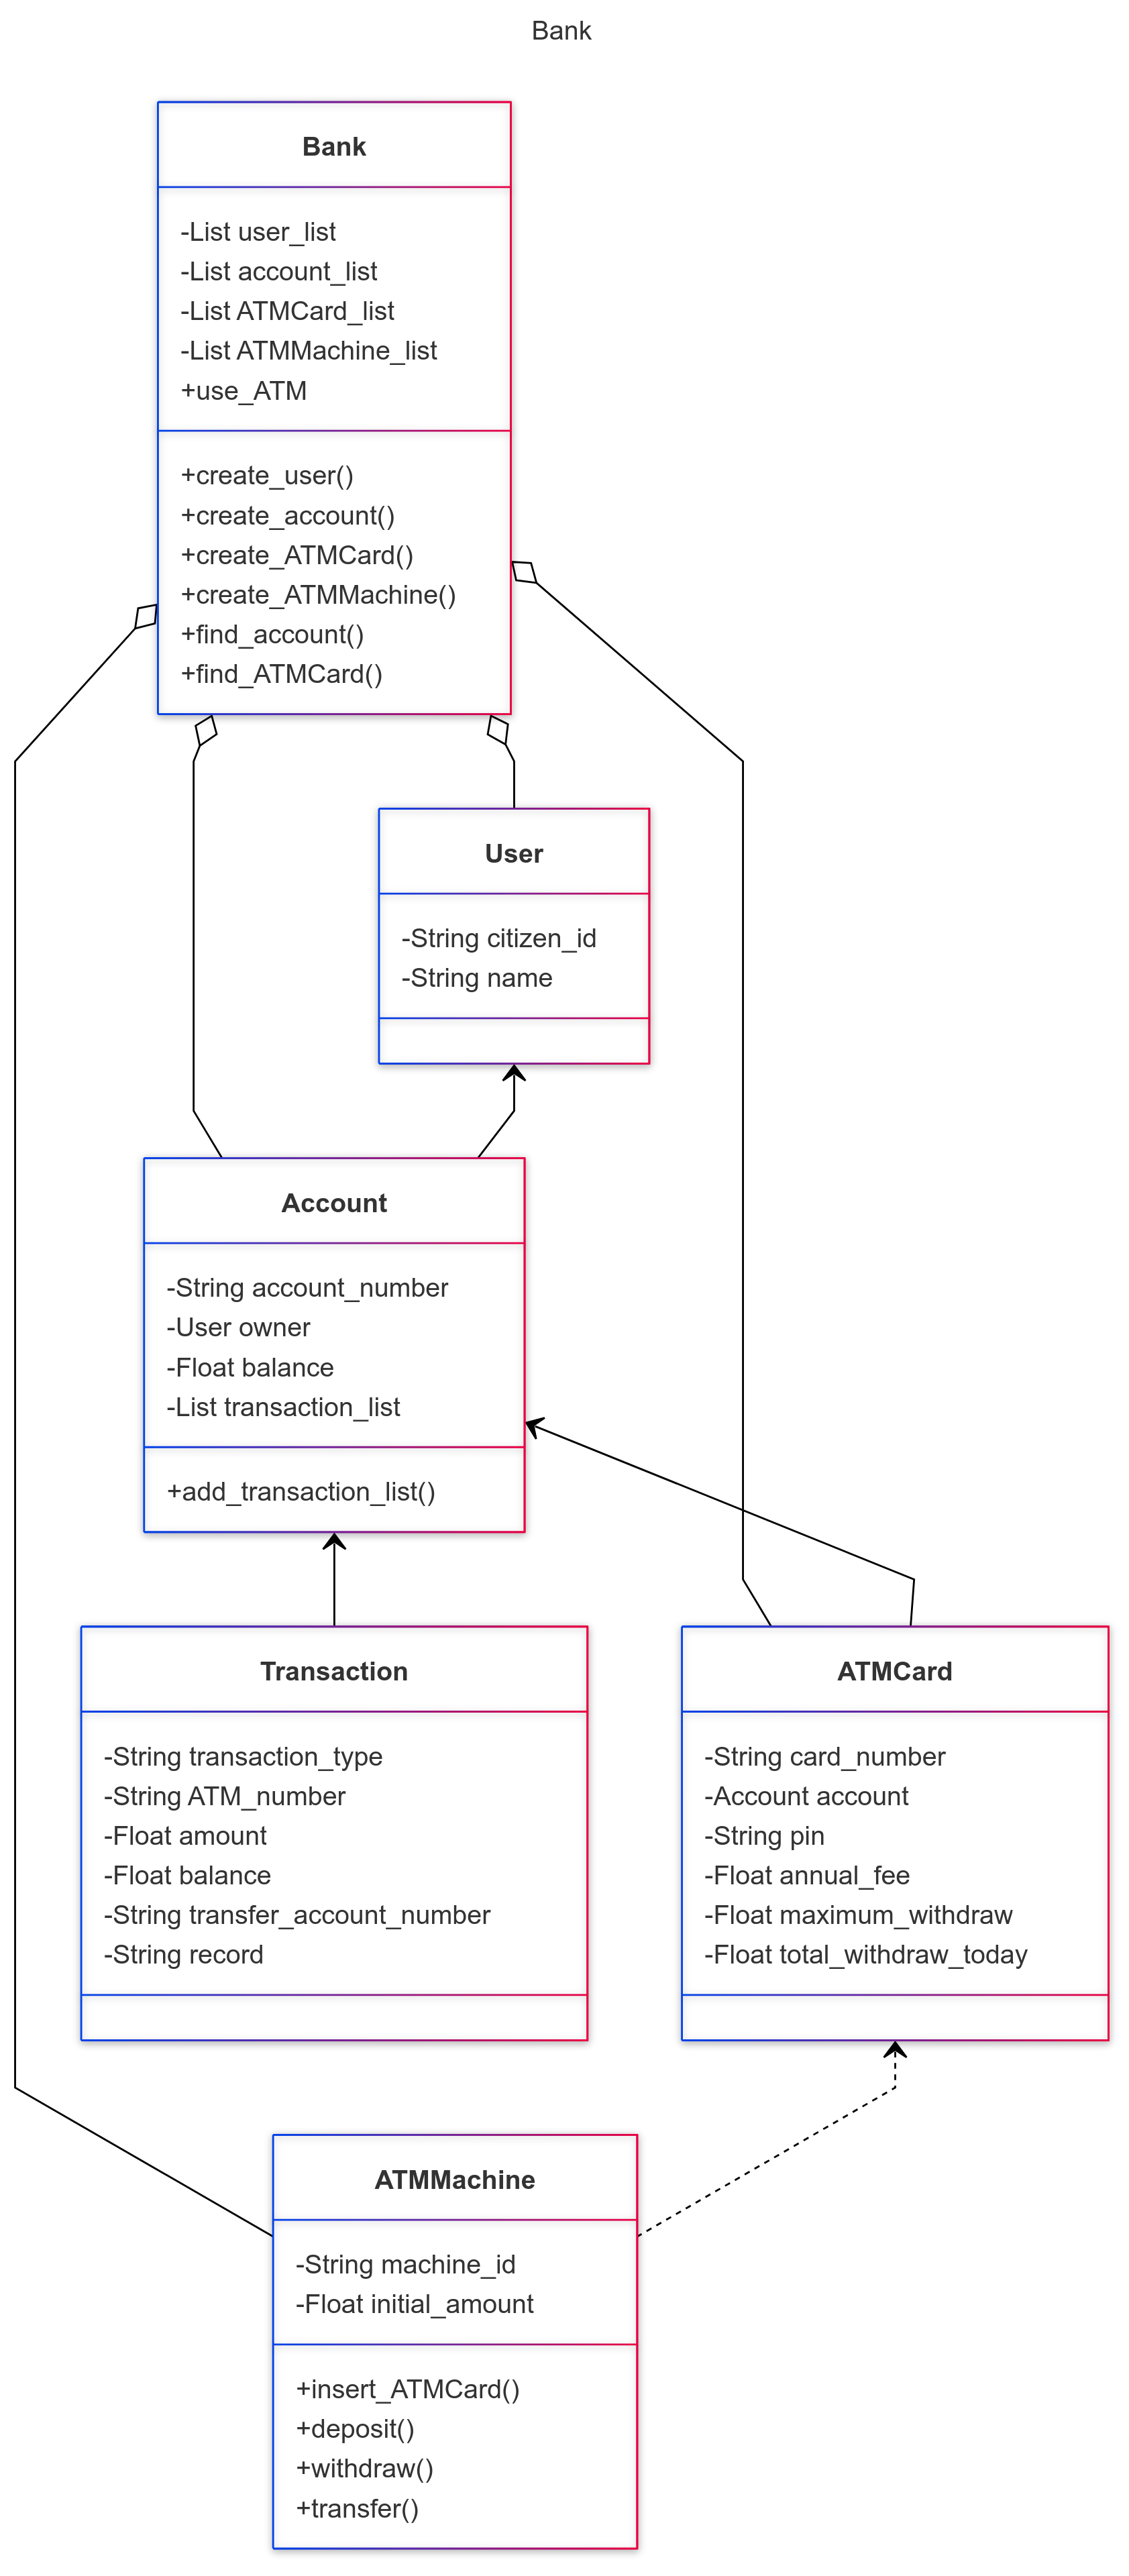 Bank
Bank
-List user_list
-List account_list
-List ATMCard_list
-List ATMMachine_list
+use_ATM
+create_user()
+create_account()
+create_ATMCard()
+create_ATMMachine()
+find_account()
+find_ATMCard()
User
-String citizen_id
-String name
Account
-String account_number
-User owner
-Float balance
-List transaction_list
+add_transaction_list()
Transaction
-String transaction_type
-String ATM_number
-Float amount
-Float balance
-String transfer_account_number
-String record
ATMCard
-String card_number
-Account account
-String pin
-Float annual_fee
-Float maximum_withdraw
-Float total_withdraw_today
ATMMachine
-String machine_id
-Float initial_amount
+insert_ATMCard()
+deposit()
+withdraw()
+transfer()